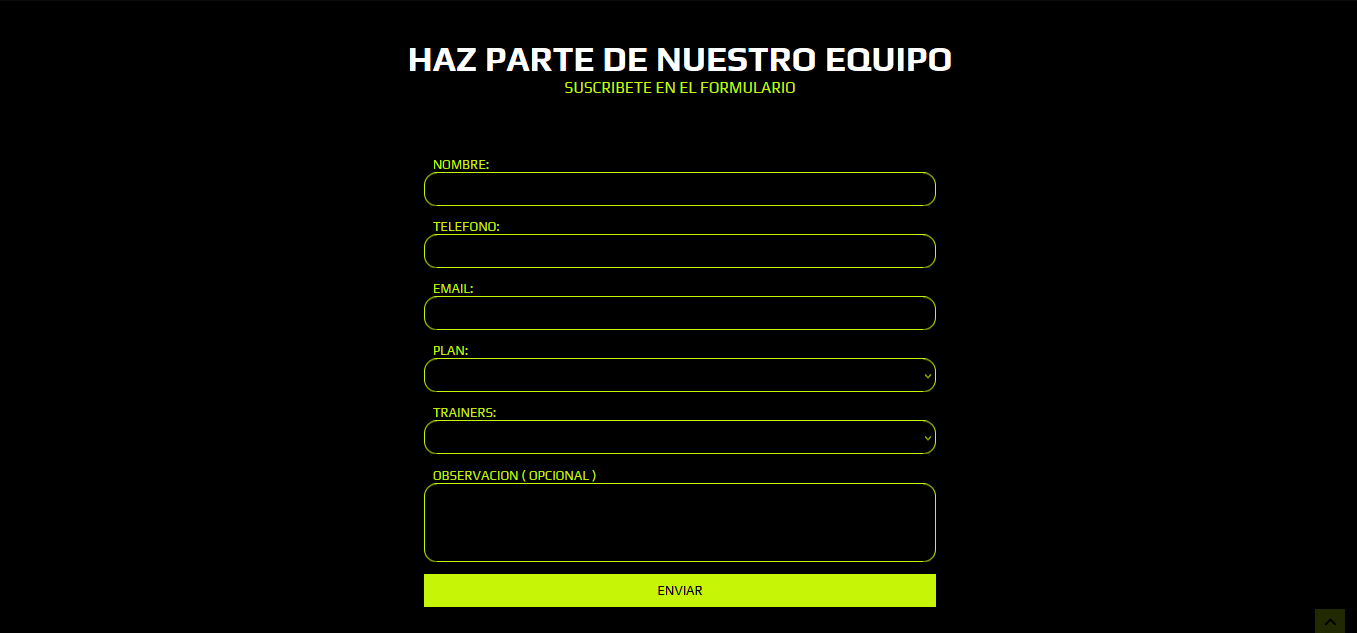 HAZ PARTE DE NUESTRO EQUIPO
SUSCRIBETE EN EL FORMULARIO
NOMBRE:
TELEFONO:
EMAIL:
PLAN:
TRAINERS:
OBSERVACION ( OPCIONAL )
ENVIAR